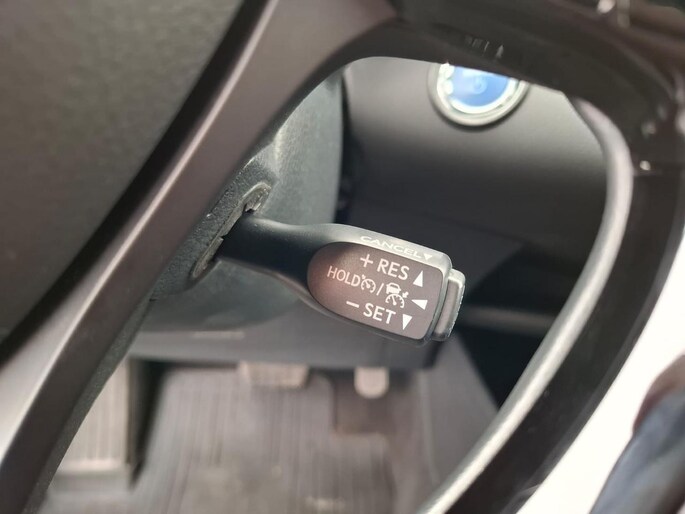 CANCEL
+ RES
HOLD /
− SET